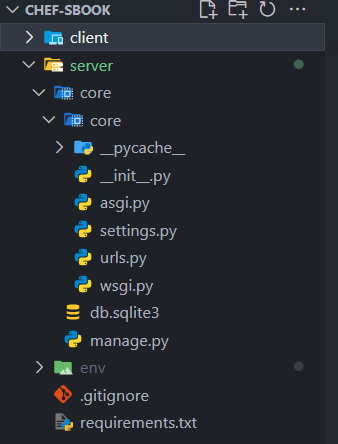 CHEF-SBOOK
client
server
core
core
__pycache__
__init__.py
asgi.py
settings.py
urls.py
wsgi.py
db.sqlite3
manage.py
env
.gitignore
requirements.txt